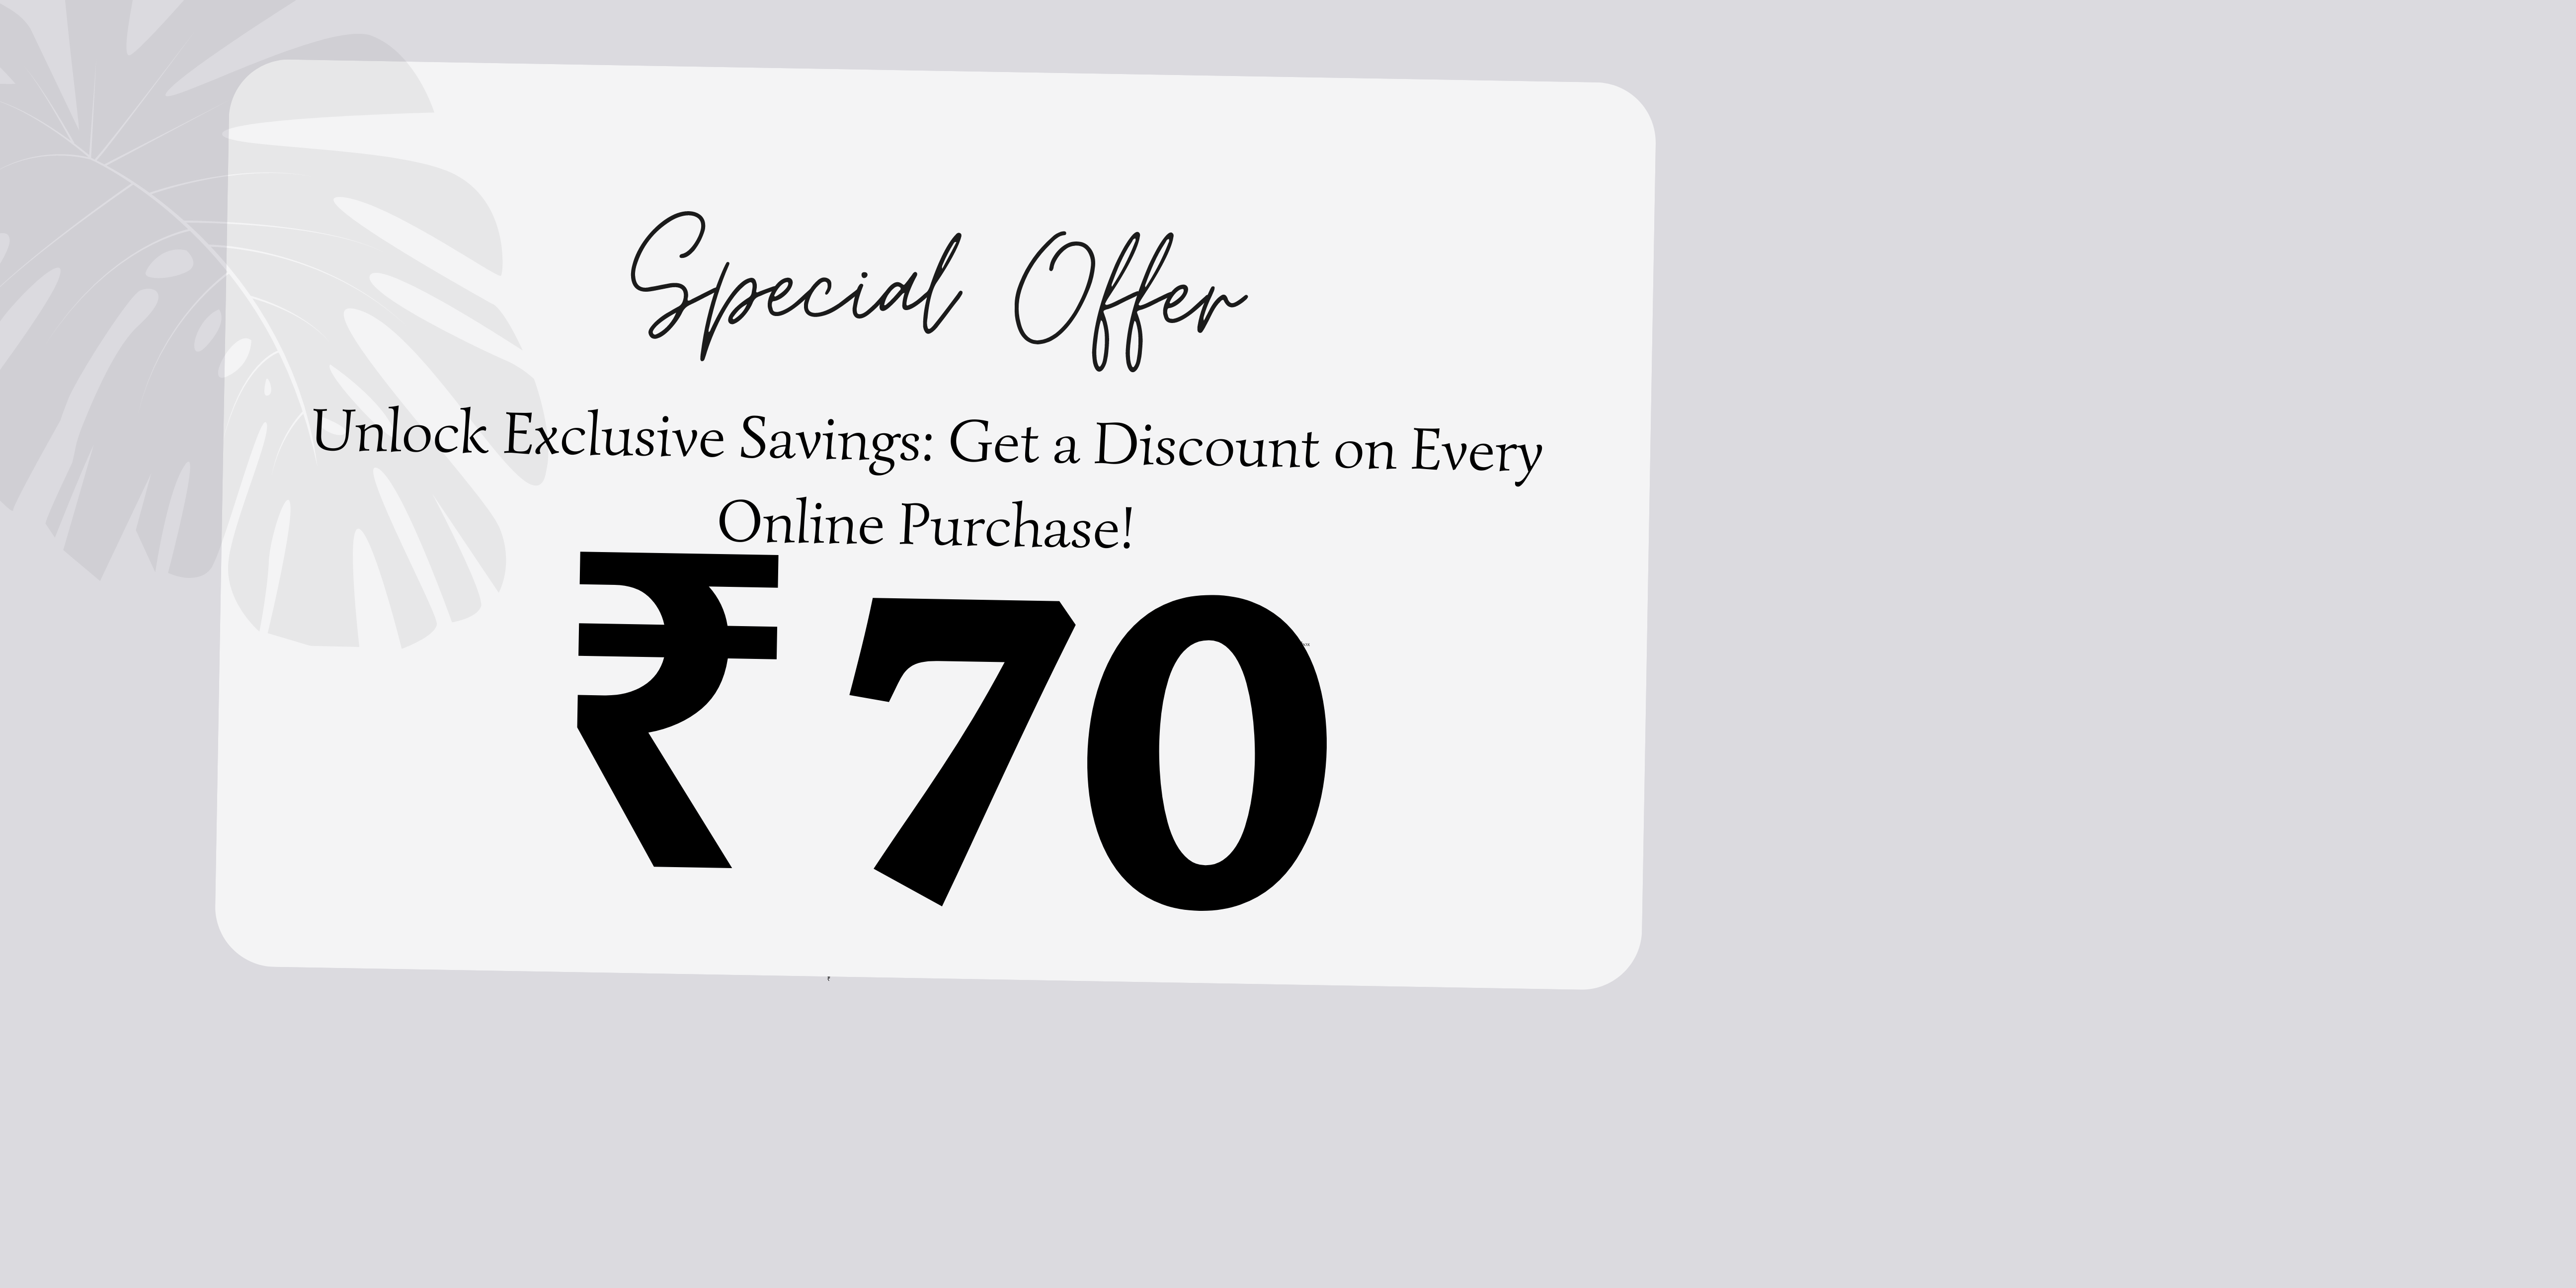 Special Offer
Unlock Exclusive Savings: Get a Discount on Every
Online Purchase!
₹70